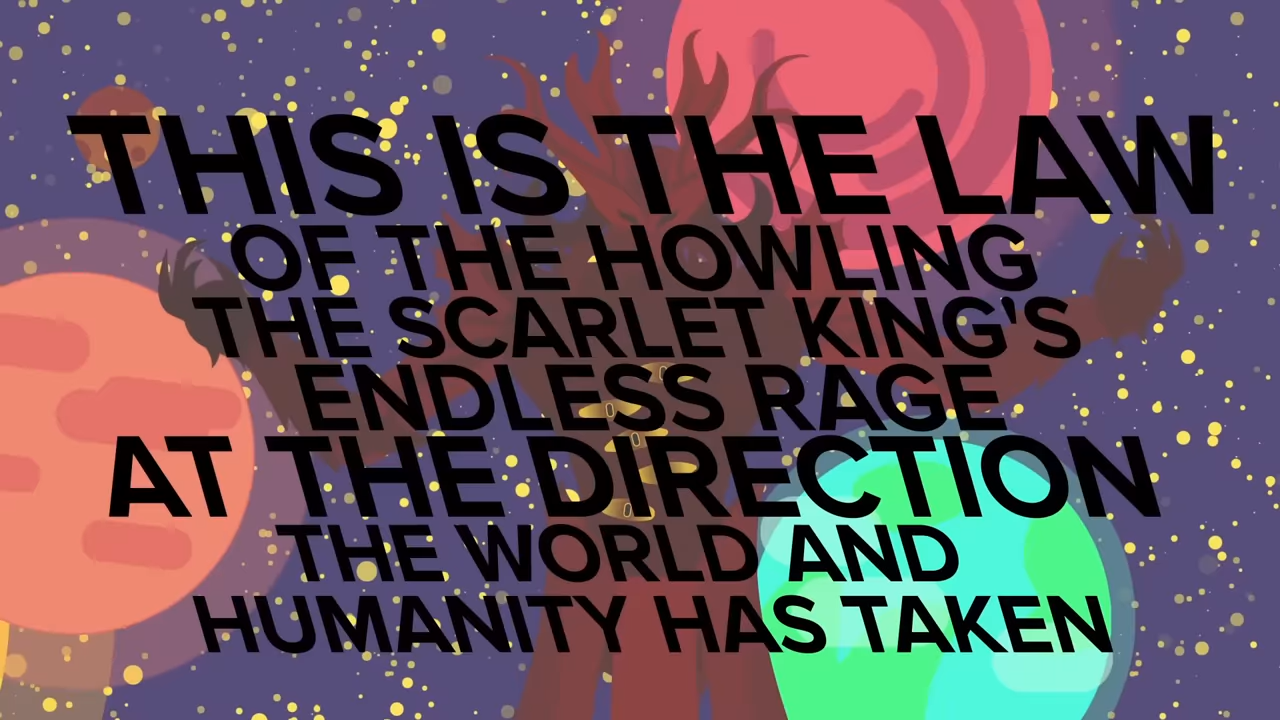 THIS IS THE LAW
OF THE HOWLING
THE SCARLET KING'S
ENDLESS RAGE
AT THE DIRECTION
THE WORLD AND
HUMANITY HAS TAKEN